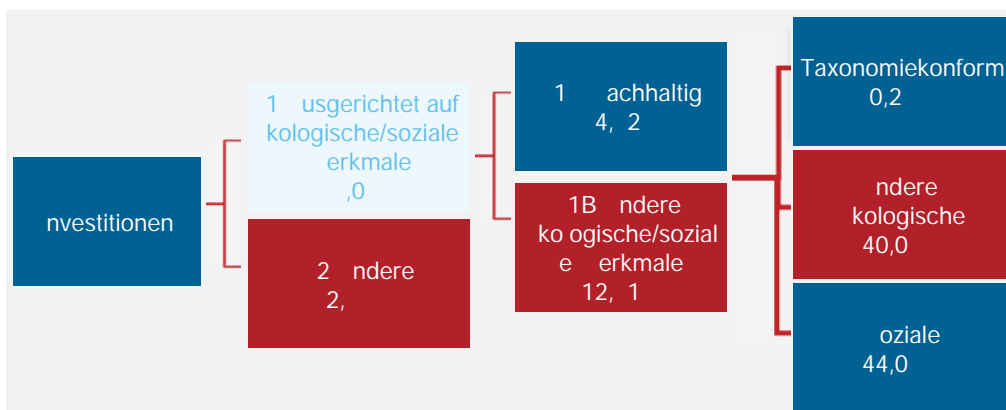 nvestitionen
1 usgerichtet auf
kologische/soziale
erkmale
,0
2 ndere
2,
1 achhaltig
4, 2
1B ndere
ko ogische/sozial
e erkmale
12, 1
Taxonomiekonform
0,2
ndere
kologische
40,0
oziale
44,0